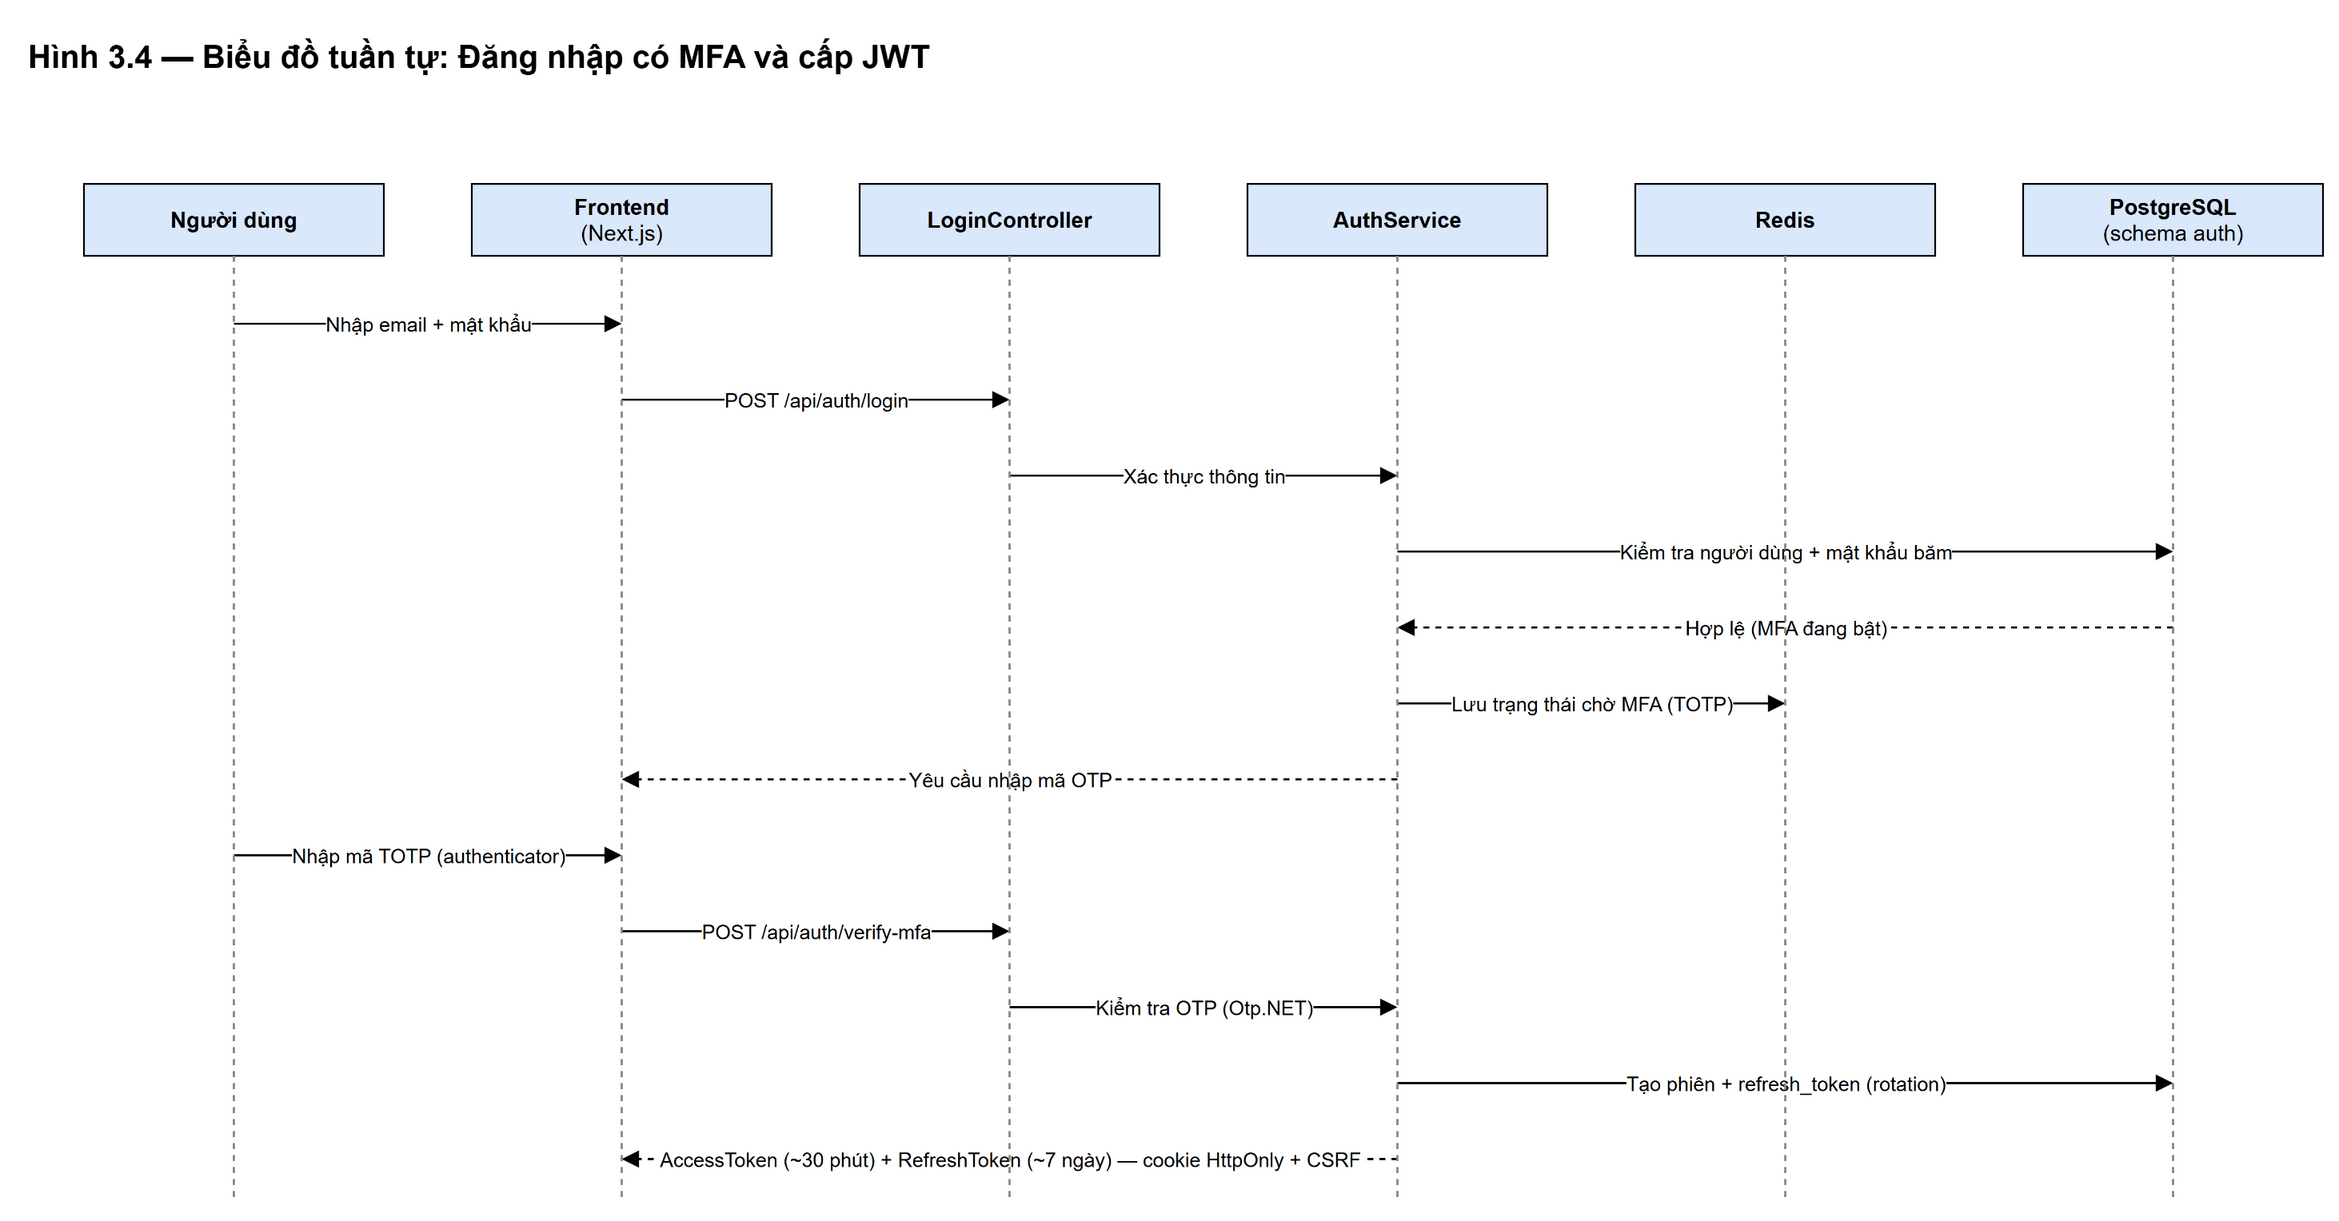 Hình 3.4 — Biểu đồ tuần tự: Đăng nhập có MFA và cấp JWT
Người dùng
Frontend
(Next.js)
LoginController
AuthService
Redis
PostgreSQL
(schema auth)
Nhập email + mật khẩu
POST /api/auth/login
Xác thực thông tin
Kiểm tra người dùng + mật khẩu băm
Hợp lệ (MFA đang bật)
Lưu trạng thái chờ MFA (TOTP)
Yêu cầu nhập mã OTP
Nhập mã TOTP (authenticator)
POST /api/auth/verify-mfa
Kiểm tra OTP (Otp.NET)
Tạo phiên + refresh_token (rotation)
AccessToken (~30 phút) + RefreshToken (~7 ngày) — cookie HttpOnly + CSRF